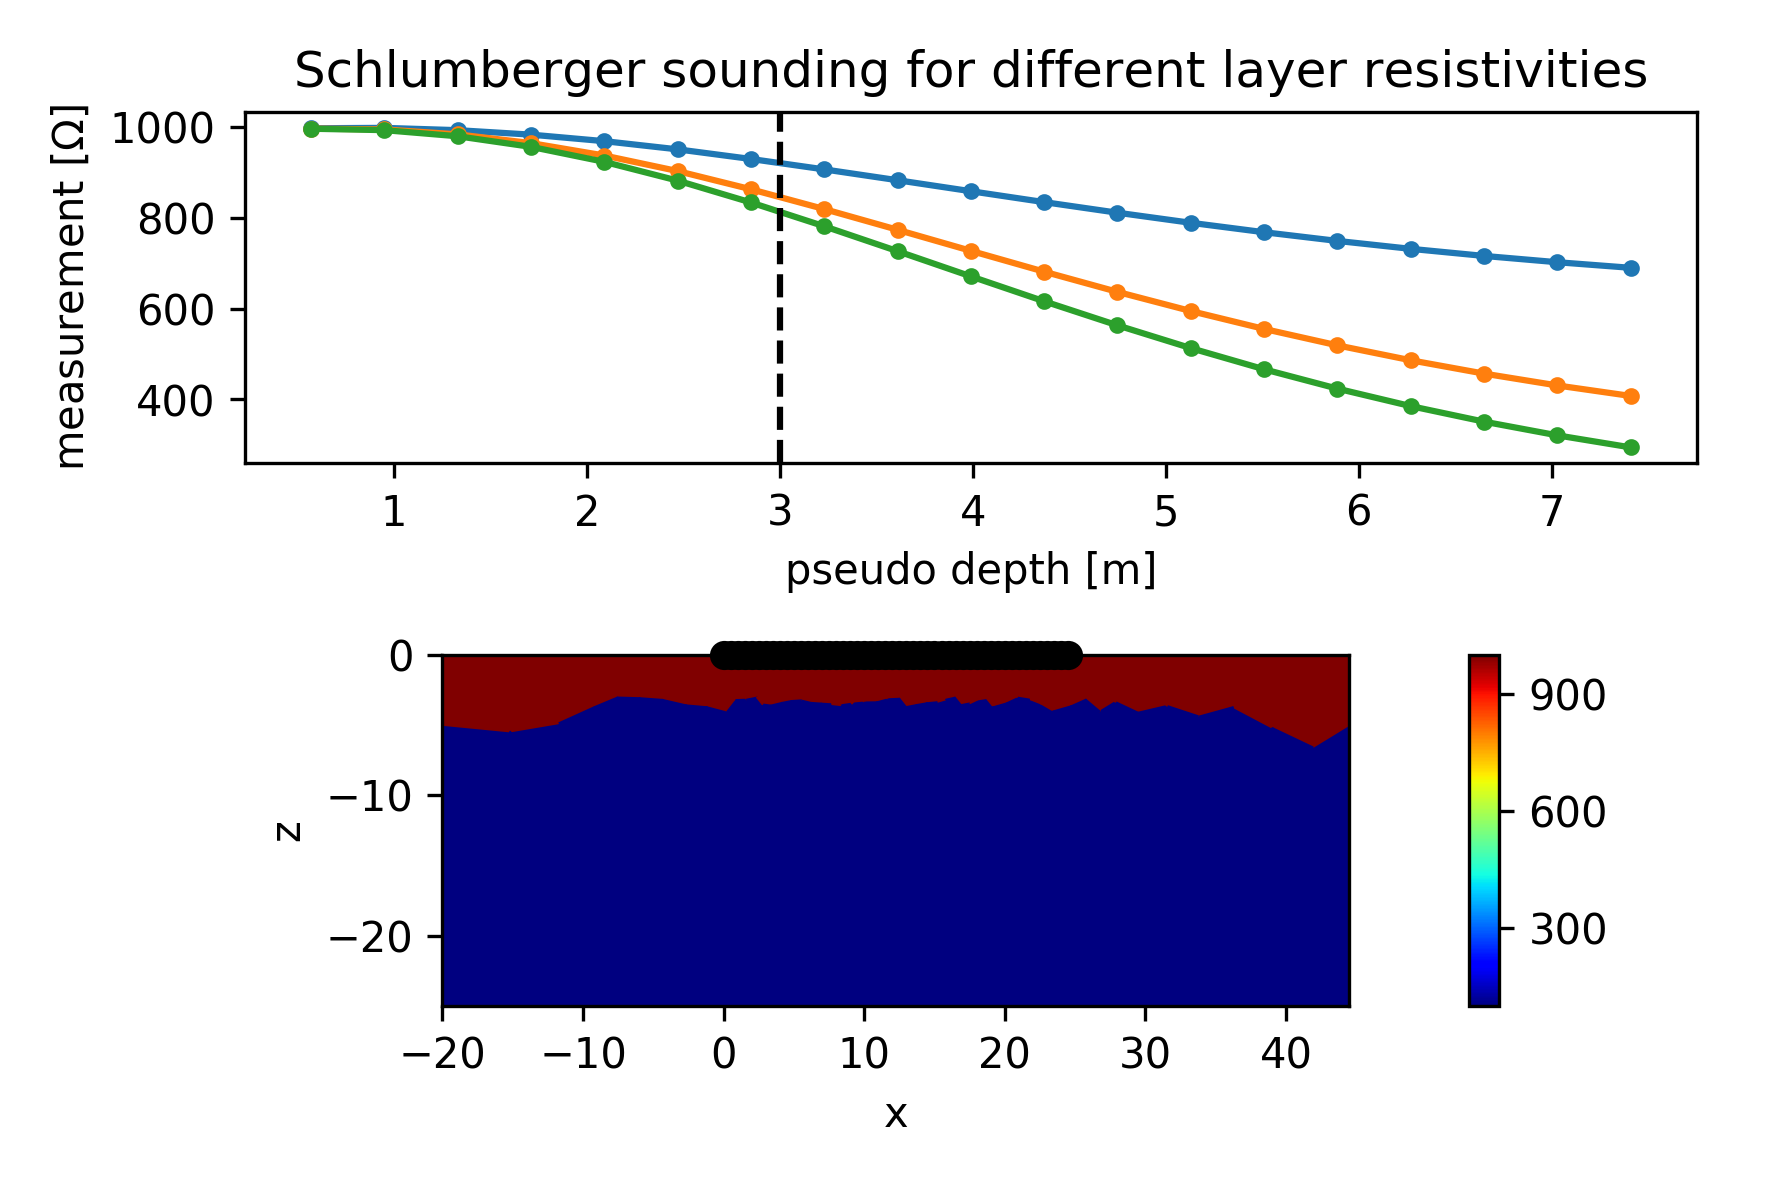 Schlumberger sounding for different layer resistivities
measurement [Ω]
1000
800
600
400
1 2 3 4 5 6 7
pseudo depth [m]
z
0
−10
−20
−20 −10 0 10 20 30 40
x
900
600
300